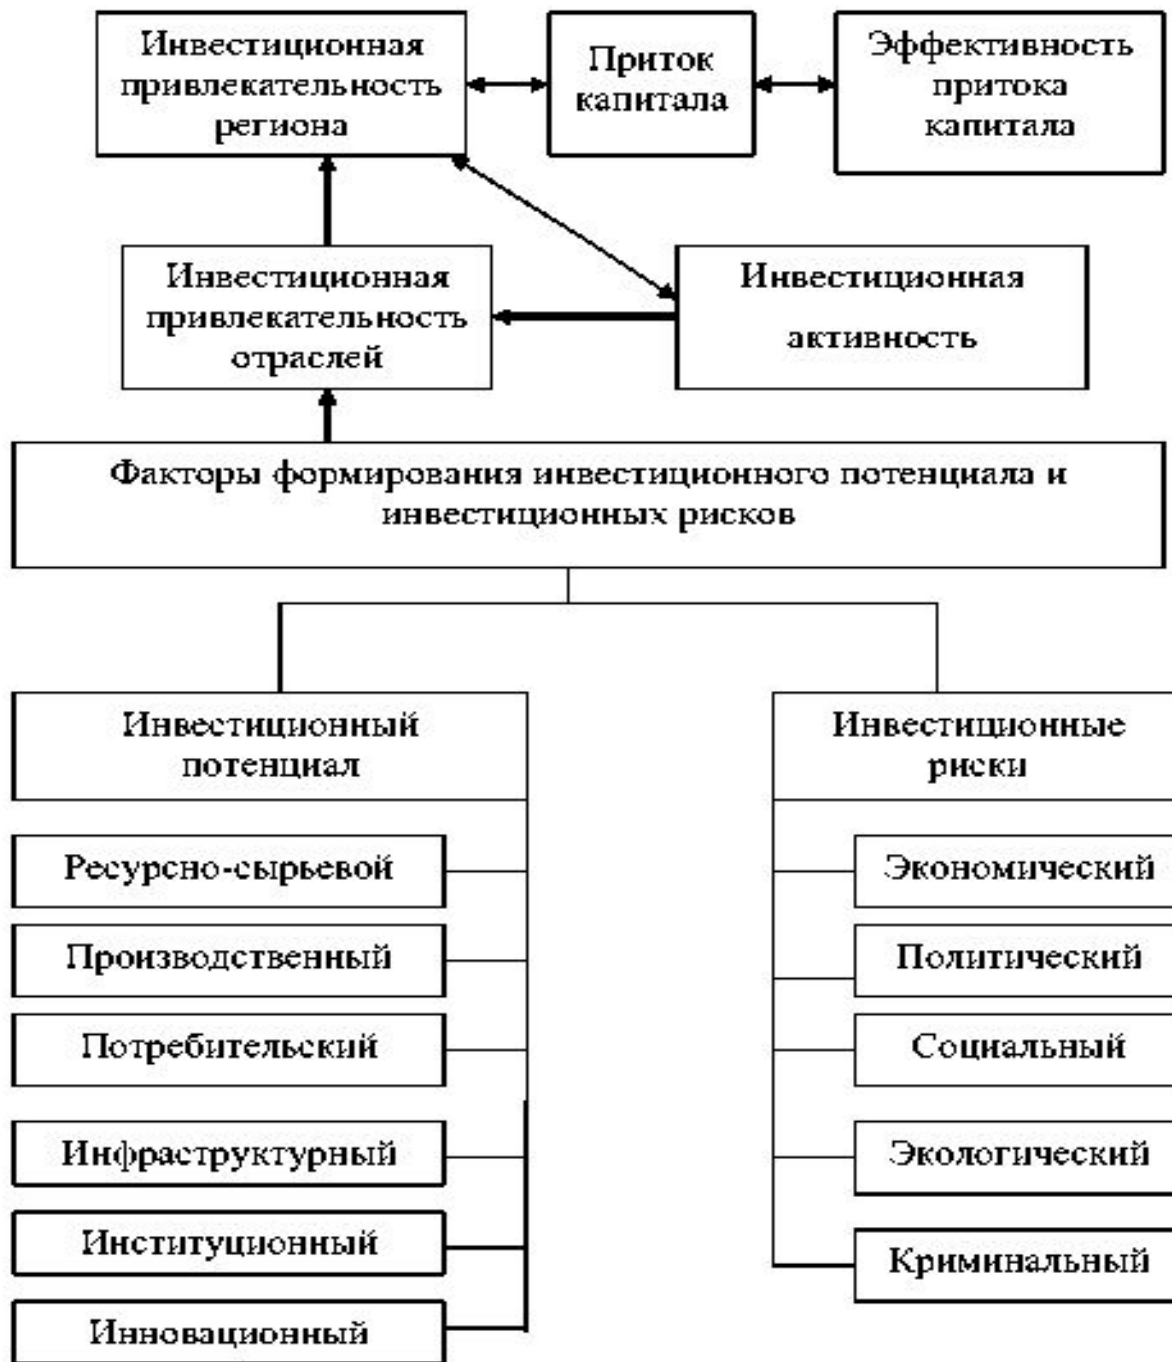 Инвестиционная
привлекательность
региона
Приток
капитала
Эффективность
притока
капитала
Инвестиционная
привлекательность
отраслей
Инвестиционная
активность
Факторы формирования инвестиционного потенциала и
инвестиционных рисков
Инвестиционный
потенциал
Ресурсно-сырьевой
Производственный
Потребительский
Инфраструктурный
Институционный
Инновационный
Инвестиционные
риски
Экономический
Политический
Социальный
Экологический
Криминальный